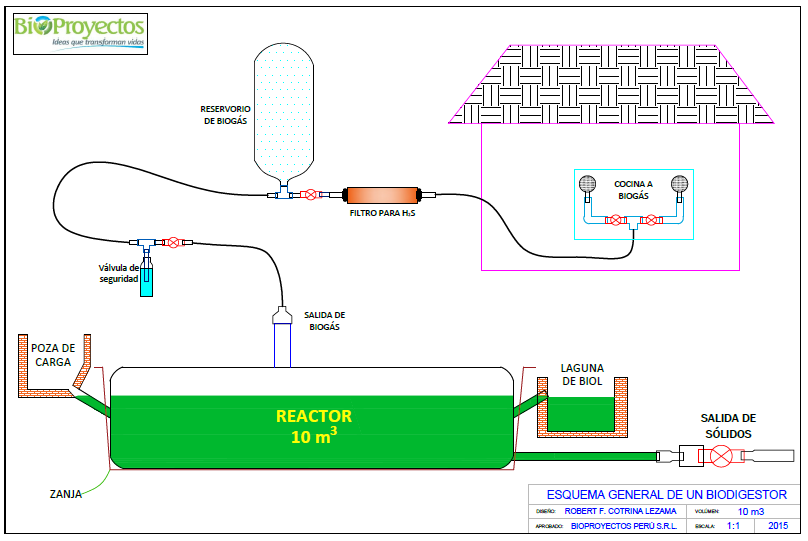 BioProyectos
Ideas que transforman vidas
RESERVORIO
DE BIOGÁS
COCINA A
BIOGÁS
FILTRO PARA H₂S
Válvula de
seguridad
SALIDA DE
BIOGÁS
POZA DE
CARGA
LAGUNA
DE BIOL
REACTOR
10 m³
SALIDA DE
SÓLIDOS
ZANJA
ESQUEMA GENERAL DE UN BIODIGESTOR
DISEÑO: ROBERT F. COTRINA LEZAMA VOLÚMEN: 10 m3
APROBADO: BIOPROYECTOS PERÚ S.R.L. ESCALA: 1:1 2015